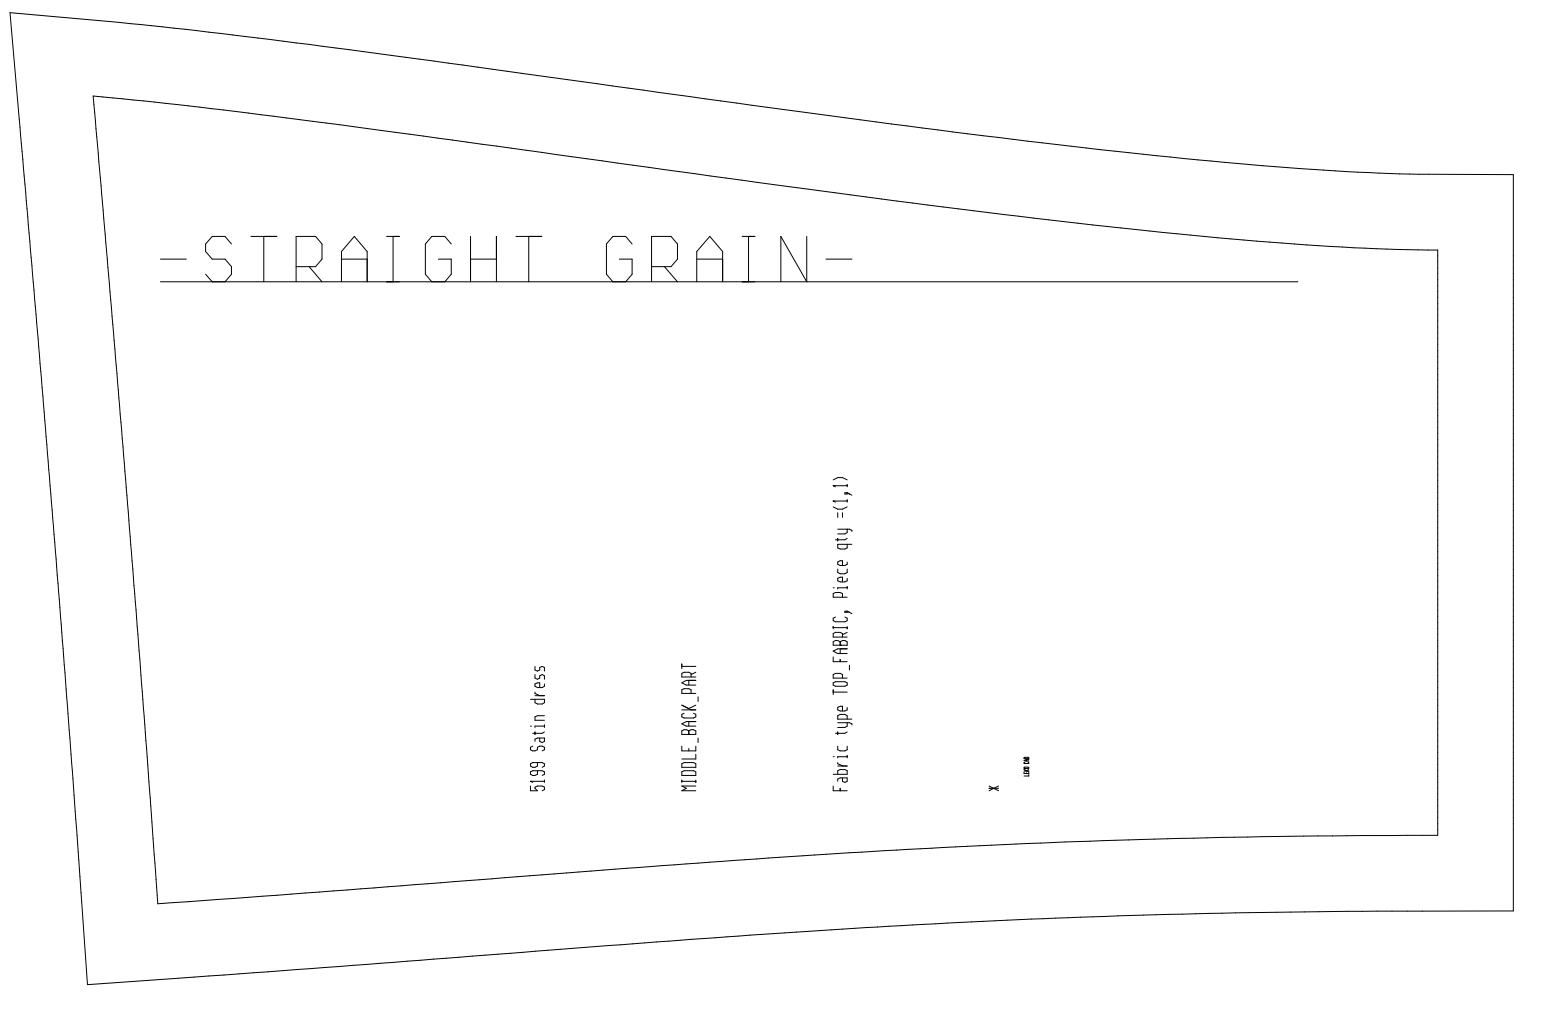 -STRAIGHT GRAIN-
5199 Satin dress
MIDDLE_BACK_PART
Fabric type TOP_FABRIC, Piece qty =(1,1)
X